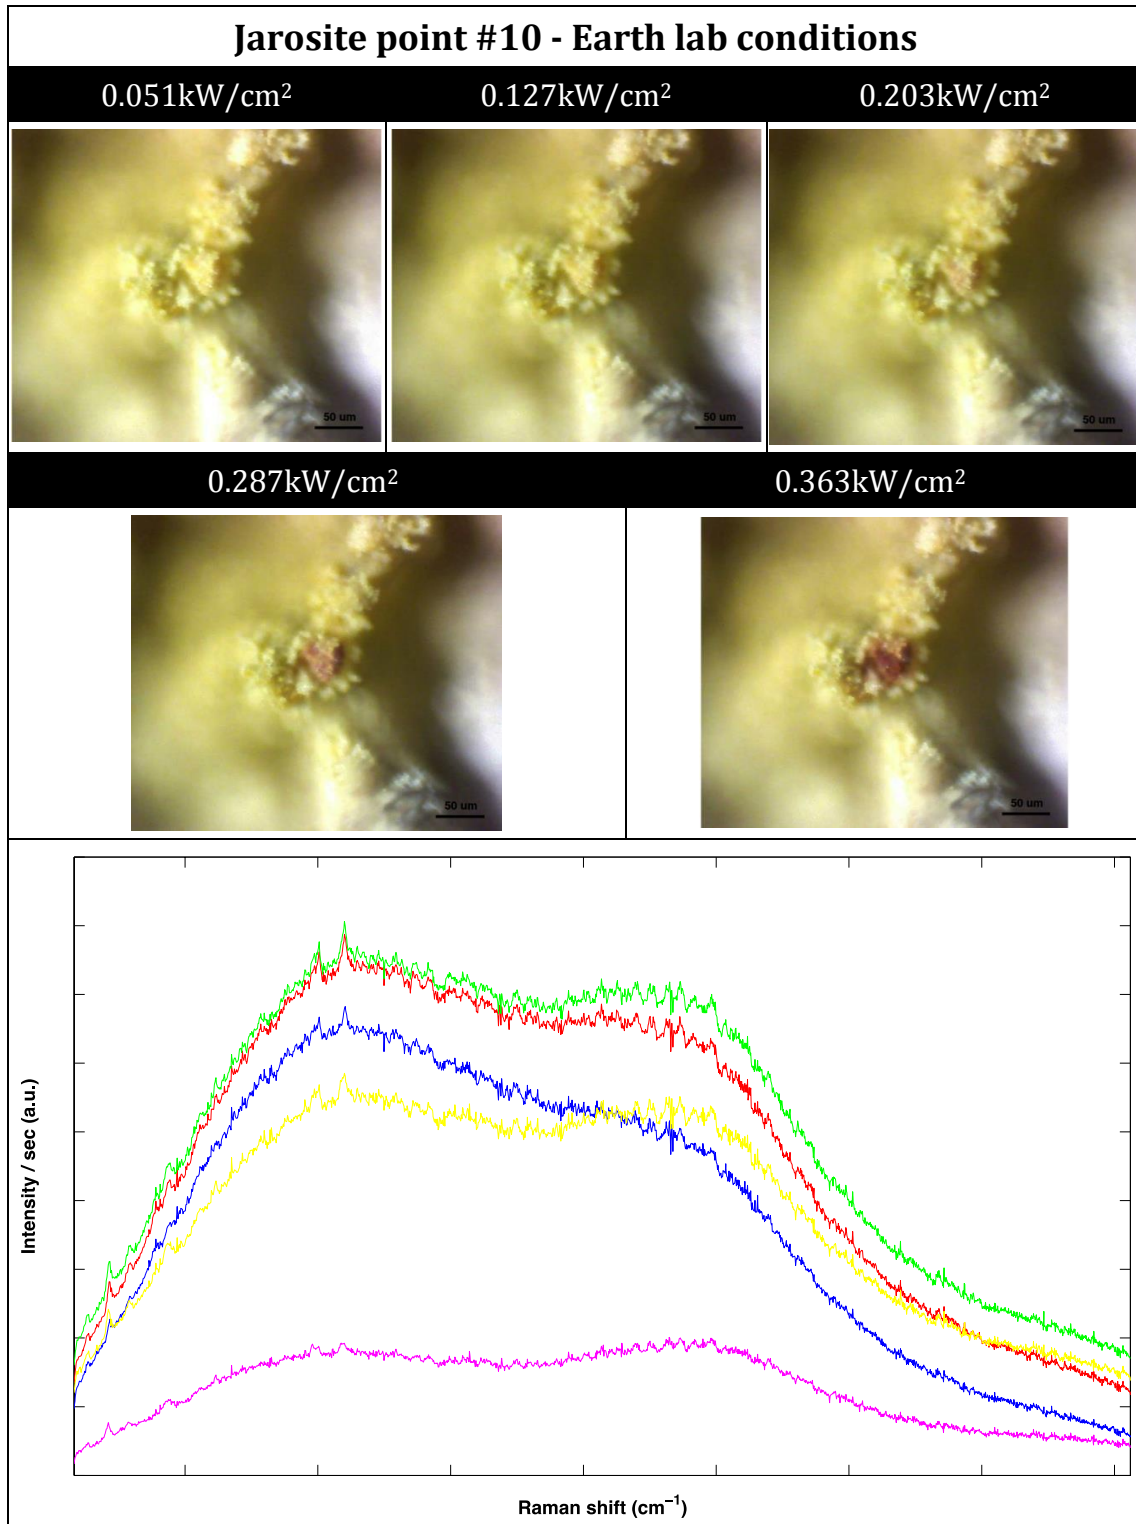 Jarosite point #10 - Earth lab conditions
0.051kW/cm²
0.127kW/cm²
0.203kW/cm²
50 um
50 um
50 um
0.287kW/cm²
0.363kW/cm²
50 um
50 um
Intensity / sec (a.u.)
Raman shift (cm⁻¹)